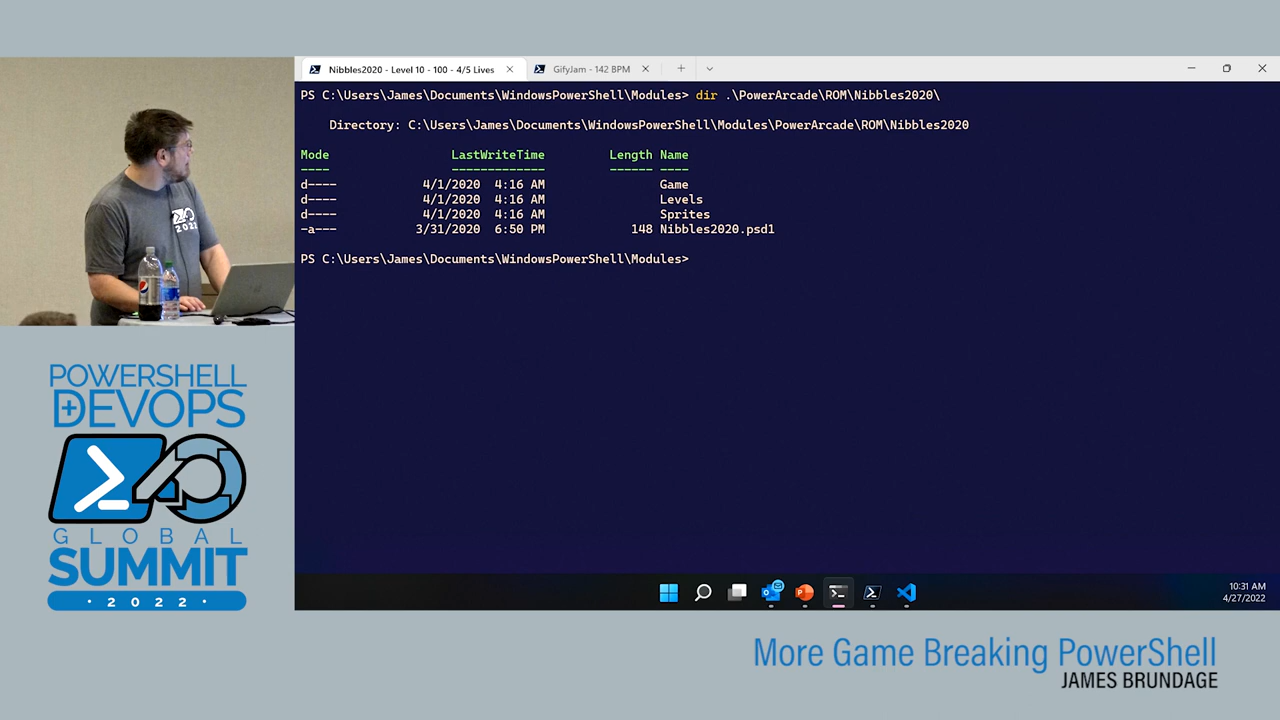 Nibbles2020 - Level 10 - 100 - 4/5 Lives
GifyJam - 142 BPM
PS C:\Users\James\Documents\WindowsPowerShell\Modules> dir .\PowerArcade\ROM\Nibbles2020\
Directory: C:\Users\James\Documents\WindowsPowerShell\Modules\PowerArcade\ROM\Nibbles2020
Mode LastWriteTime Length Name
---- ------------- ------ ----
d---- 4/1/2020 4:16 AM Game
d---- 4/1/2020 4:16 AM Levels
d---- 4/1/2020 4:16 AM Sprites
-a--- 3/31/2020 6:50 PM 148 Nibbles2020.psd1
PS C:\Users\James\Documents\WindowsPowerShell\Modules>
10:31 AM
4/27/2022
2022
pepsi
POWERSHELL
+DEVOPS
GLOBAL
SUMMIT
· 2022 ·
More Game Breaking PowerShell
JAMES BRUNDAGE